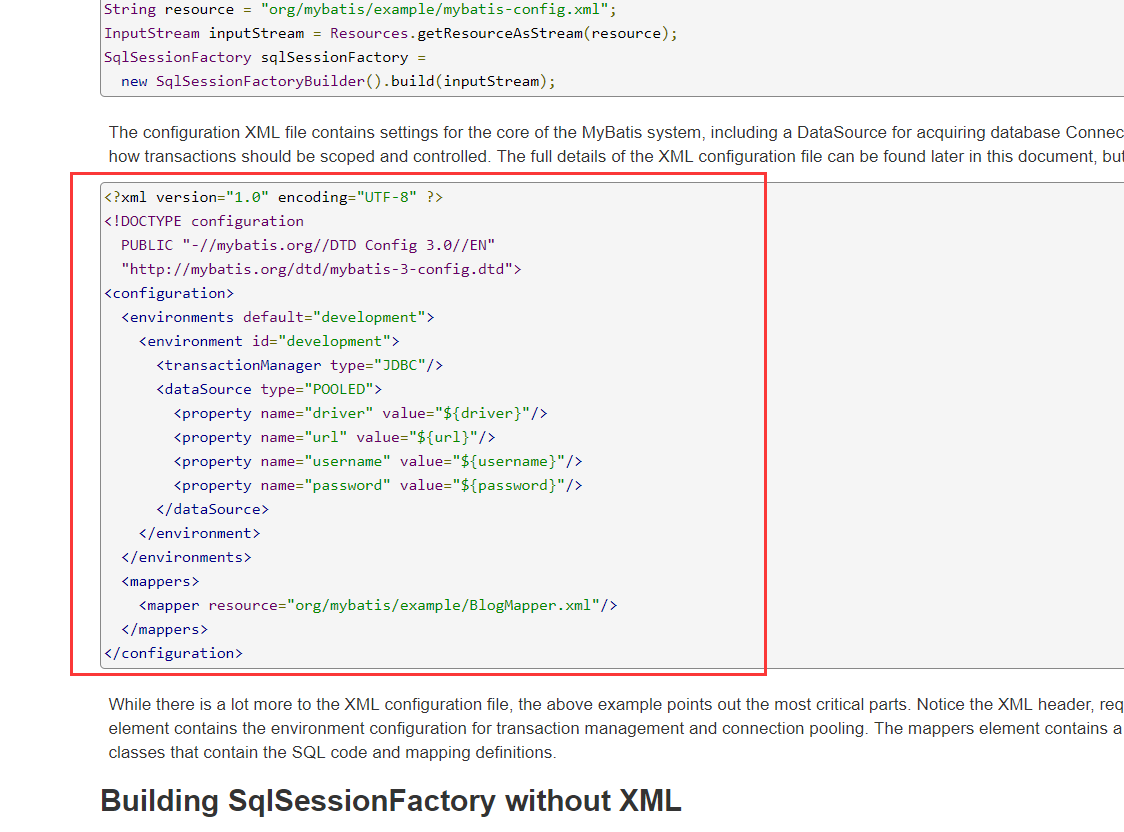 String resource = "org/mybatis/example/mybatis-config.xml";
InputStream inputStream = Resources.getResourceAsStream(resource);
SqlSessionFactory sqlSessionFactory =
  new SqlSessionFactoryBuilder().build(inputStream);
The configuration XML file contains settings for the core of the MyBatis system, including a DataSource for acquiring database Connec
how transactions should be scoped and controlled. The full details of the XML configuration file can be found later in this document, but
<?xml version="1.0" encoding="UTF-8" ?>
<!DOCTYPE configuration
  PUBLIC "-//mybatis.org//DTD Config 3.0//EN"
  "http://mybatis.org/dtd/mybatis-3-config.dtd">
<configuration>
  <environments default="development">
    <environment id="development">
      <transactionManager type="JDBC"/>
      <dataSource type="POOLED">
        <property name="driver" value="${driver}"/>
        <property name="url" value="${url}"/>
        <property name="username" value="${username}"/>
        <property name="password" value="${password}"/>
      </dataSource>
    </environment>
  </environments>
  <mappers>
    <mapper resource="org/mybatis/example/BlogMapper.xml"/>
  </mappers>
</configuration>
While there is a lot more to the XML configuration file, the above example points out the most critical parts. Notice the XML header, req
element contains the environment configuration for transaction management and connection pooling. The mappers element contains a
classes that contain the SQL code and mapping definitions.
Building SqlSessionFactory without XML